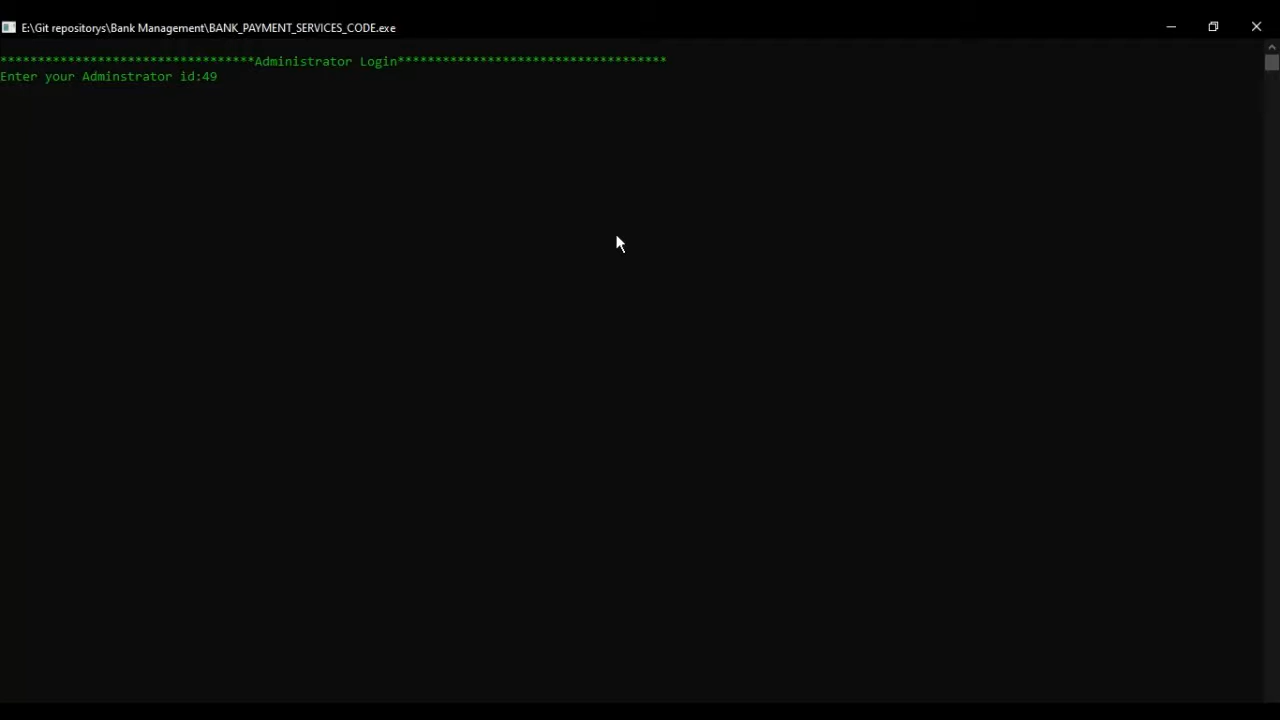 E:\Git repositorys\Bank Management\BANK_PAYMENT_SERVICES_CODE.exe
**********************************Administrator Login************************************
Enter your Adminstrator id:49